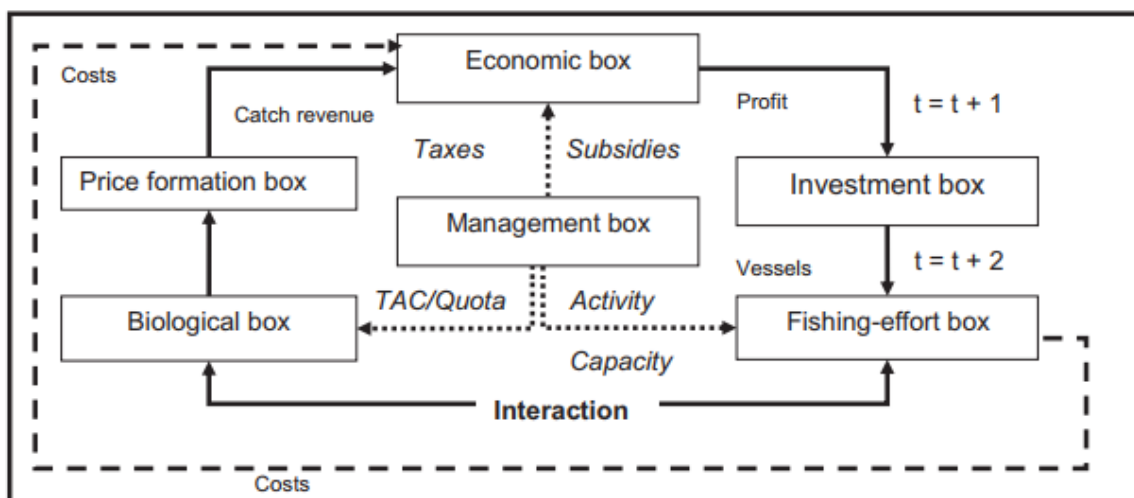 Economic box
Costs
Profit
t = t + 1
Catch revenue
Taxes
Subsidies
Price formation box
Investment box
Management box
Vessels
t = t + 2
TAC/Quota
Activity
Biological box
Fishing-effort box
Capacity
Interaction
Costs